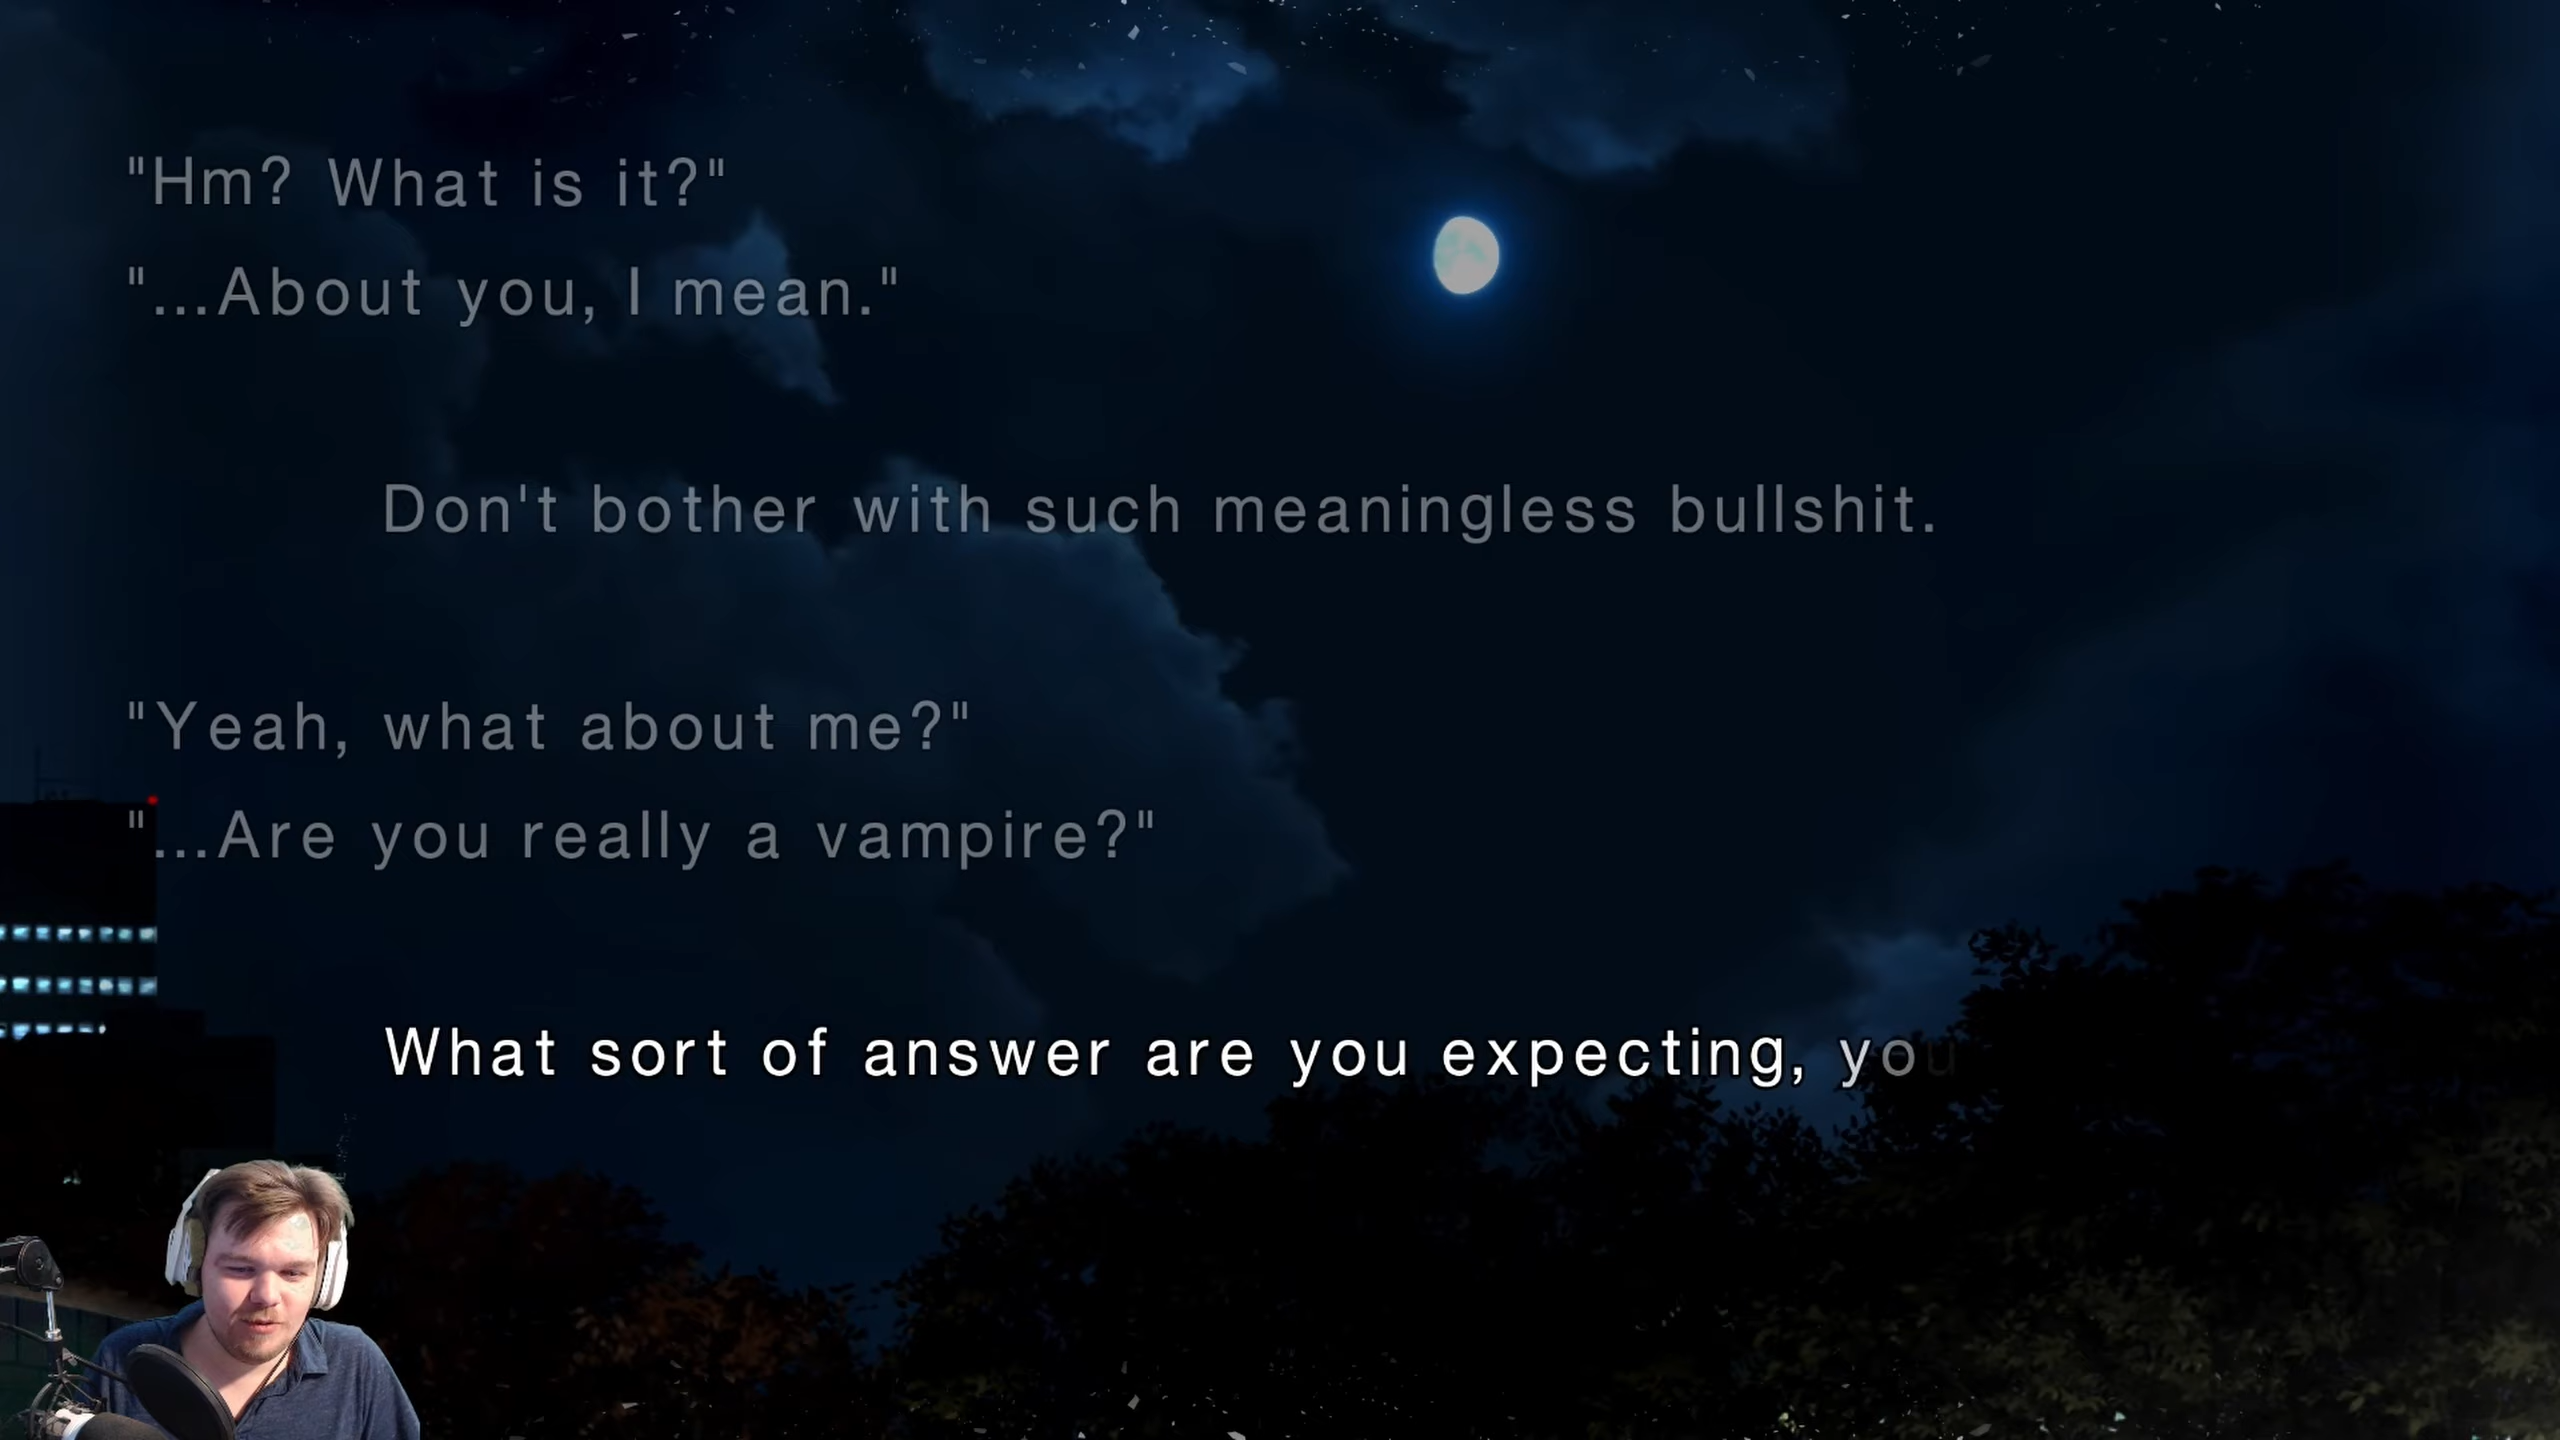 "Hm? What is it?"
"...About you, I mean."
Don't bother with such meaningless bullshit.
"Yeah, what about me?"
"...Are you really a vampire?"
What sort of answer are you expecting, you